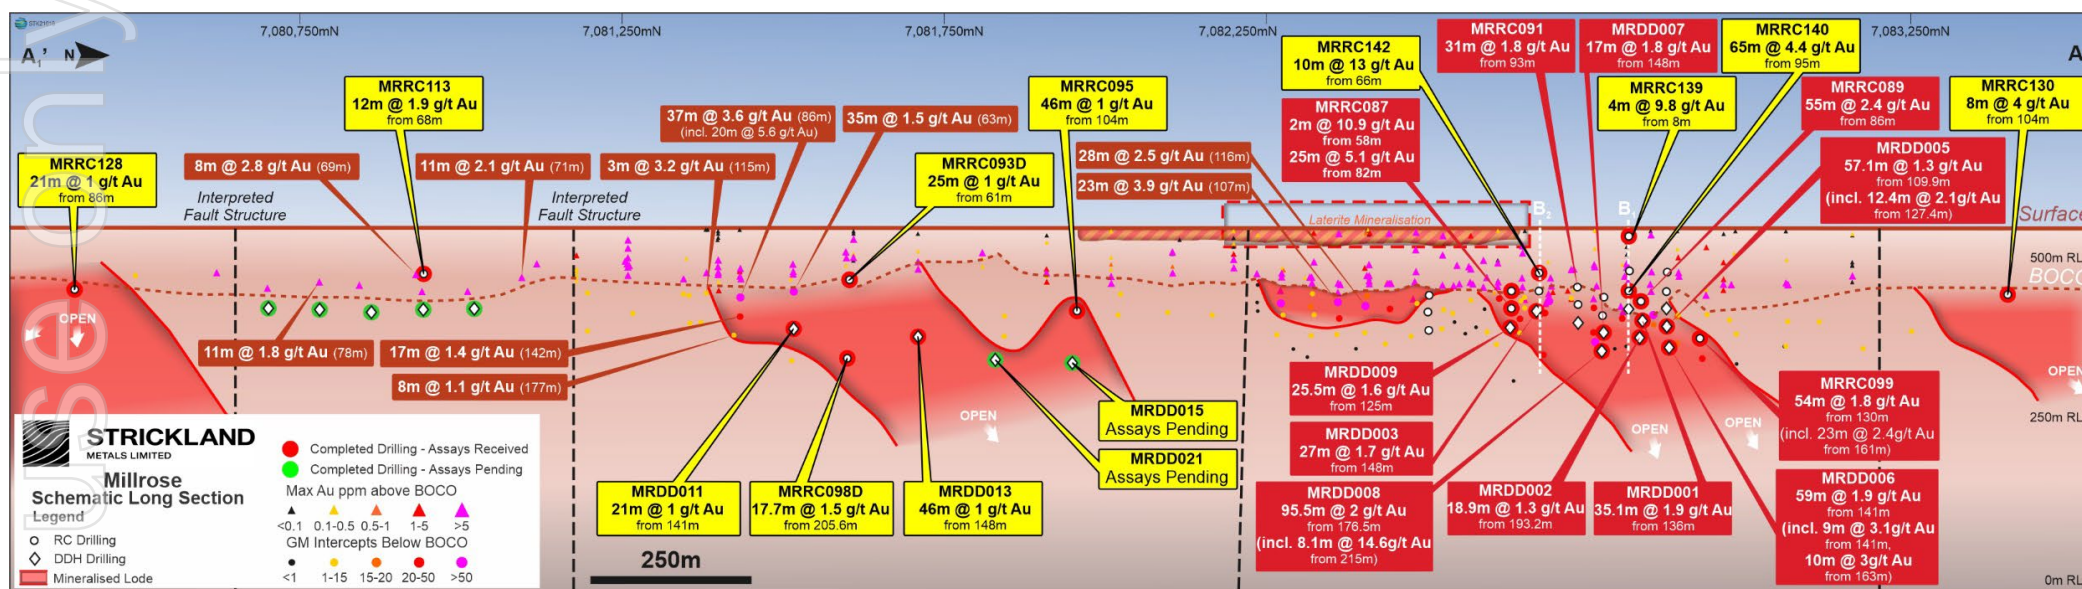 STK21018
7,080,750mN
7,081,250mN
7,081,750mN
7,082,250mN
7,083,250mN
A₁' N
A
MRRC128
21m @ 1 g/t Au
from 86m
8m @ 2.8 g/t Au (69m)
Interpreted
Fault Structure
MRRC113
12m @ 1.9 g/t Au
from 68m
11m @ 2.1 g/t Au (71m)
Interpreted
Fault Structure
37m @ 3.6 g/t Au (86m)
(incl. 20m @ 5.6 g/t Au)
3m @ 3.2 g/t Au (115m)
35m @ 1.5 g/t Au (63m)
MRRC093D
25m @ 1 g/t Au
from 61m
MRRC095
46m @ 1 g/t Au
from 104m
28m @ 2.5 g/t Au (116m)
23m @ 3.9 g/t Au (107m)
MRRC142
10m @ 13 g/t Au
from 66m
MRRC087
2m @ 10.9 g/t Au
from 58m
25m @ 5.1 g/t Au
from 82m
MRRC091
31m @ 1.8 g/t Au
from 93m
MRDD007
17m @ 1.8 g/t Au
from 148m
MRRC140
65m @ 4.4 g/t Au
from 95m
MRRC139
4m @ 9.8 g/t Au
from 8m
MRRC089
55m @ 2.4 g/t Au
from 86m
MRDD005
57.1m @ 1.3 g/t Au
from 109.9m
(incl. 12.4m @ 2.1g/t Au
from 127.4m)
MRRC130
8m @ 4 g/t Au
from 104m
Laterite Mineralisation
B₂
B₁
Surface
500m RL
BOCO
OPEN
11m @ 1.8 g/t Au (78m)
17m @ 1.4 g/t Au (142m)
8m @ 1.1 g/t Au (177m)
OPEN
MRDD015
Assays Pending
MRDD021
Assays Pending
MRDD011
21m @ 1 g/t Au
from 141m
MRRC098D
17.7m @ 1.5 g/t Au
from 205.6m
MRDD013
46m @ 1 g/t Au
from 148m
MRDD009
25.5m @ 1.6 g/t Au
from 125m
MRDD003
27m @ 1.7 g/t Au
from 148m
MRDD008
95.5m @ 2 g/t Au
from 176.5m
(incl. 8.1m @ 14.6g/t Au
from 215m)
MRDD002
18.9m @ 1.3 g/t Au
from 193.2m
MRDD001
35.1m @ 1.9 g/t Au
from 136m
OPEN
OPEN
MRRC099
54m @ 1.8 g/t Au
from 130m
(incl. 23m @ 2.4g/t Au
from 161m)
MRDD006
59m @ 1.9 g/t Au
from 141m
(incl. 9m @ 3.1g/t Au
from 141m,
10m @ 3g/t Au
from 163m)
OPEN
250m RL
0m RL
STRICKLAND
METALS LIMITED
Millrose
Schematic Long Section
Legend
RC Drilling
DDH Drilling
Mineralised Lode
Completed Drilling - Assays Received
Completed Drilling - Assays Pending
Max Au ppm above BOCO
<0.1 0.1-0.5 0.5-1 1-5 >5
GM Intercepts Below BOCO
<1 1-15 15-20 20-50 >50
250m
use only